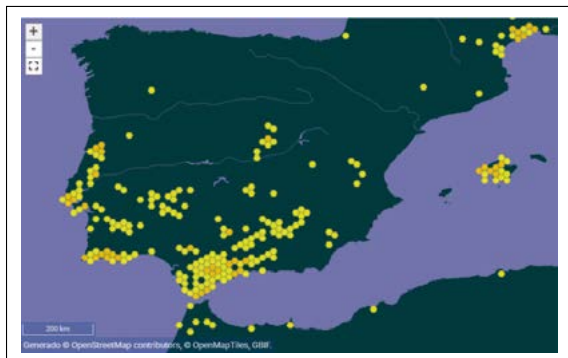 +
-
200 km
Generado © OpenStreetMap contributors, © OpenMapTiles, GBIF.